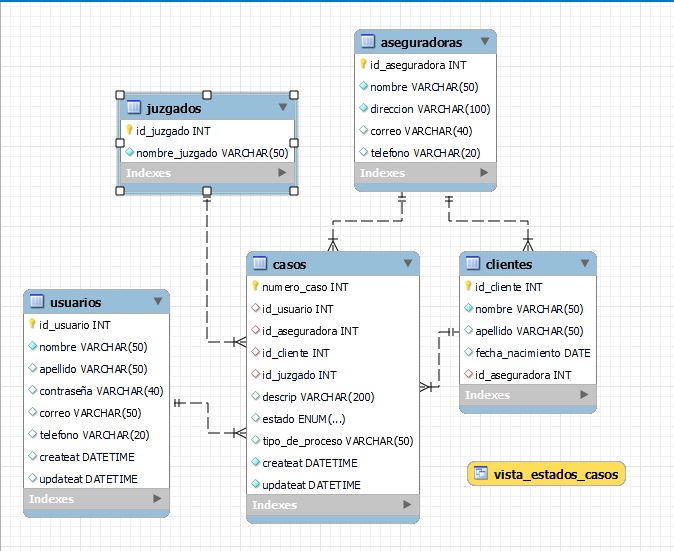 aseguradoras
id_aseguradora INT
nombre VARCHAR(50)
direccion VARCHAR(100)
correo VARCHAR(40)
telefono VARCHAR(20)
Indexes
juzgados
id_juzgado INT
nombre_juzgado VARCHAR(50)
Indexes
casos
numero_caso INT
id_usuario INT
id_aseguradora INT
id_cliente INT
id_juzgado INT
descrip VARCHAR(200)
estado ENUM(...)
tipo_de_proceso VARCHAR(50)
createat DATETIME
updateat DATETIME
Indexes
clientes
id_cliente INT
nombre VARCHAR(50)
apellido VARCHAR(50)
fecha_nacimiento DATE
id_aseguradora INT
Indexes
usuarios
id_usuario INT
nombre VARCHAR(50)
apellido VARCHAR(50)
contraseña VARCHAR(40)
correo VARCHAR(50)
telefono VARCHAR(20)
createat DATETIME
updateat DATETIME
Indexes
vista_estados_casos